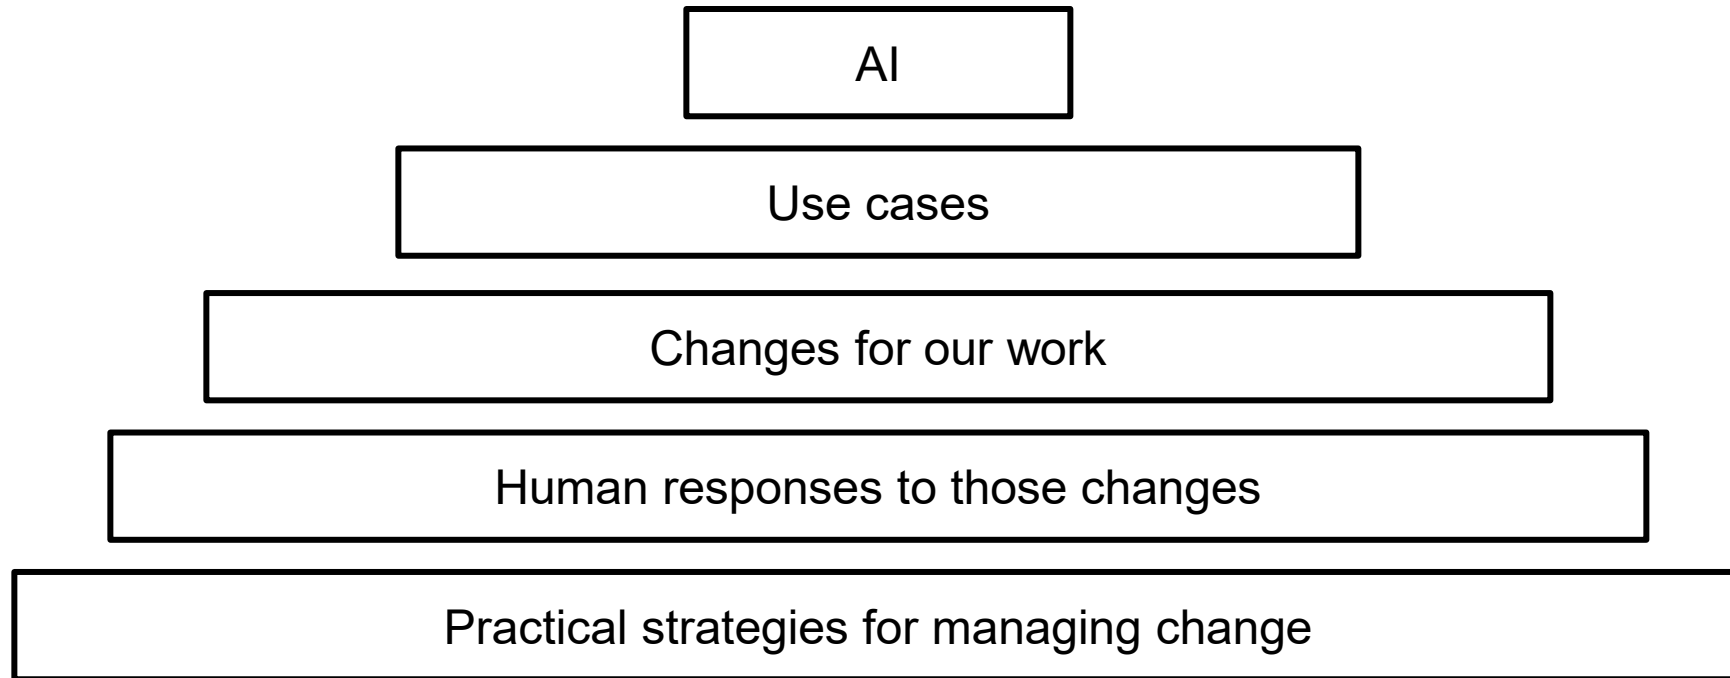 AI
Use cases
Changes for our work
Human responses to those changes
Practical strategies for managing change